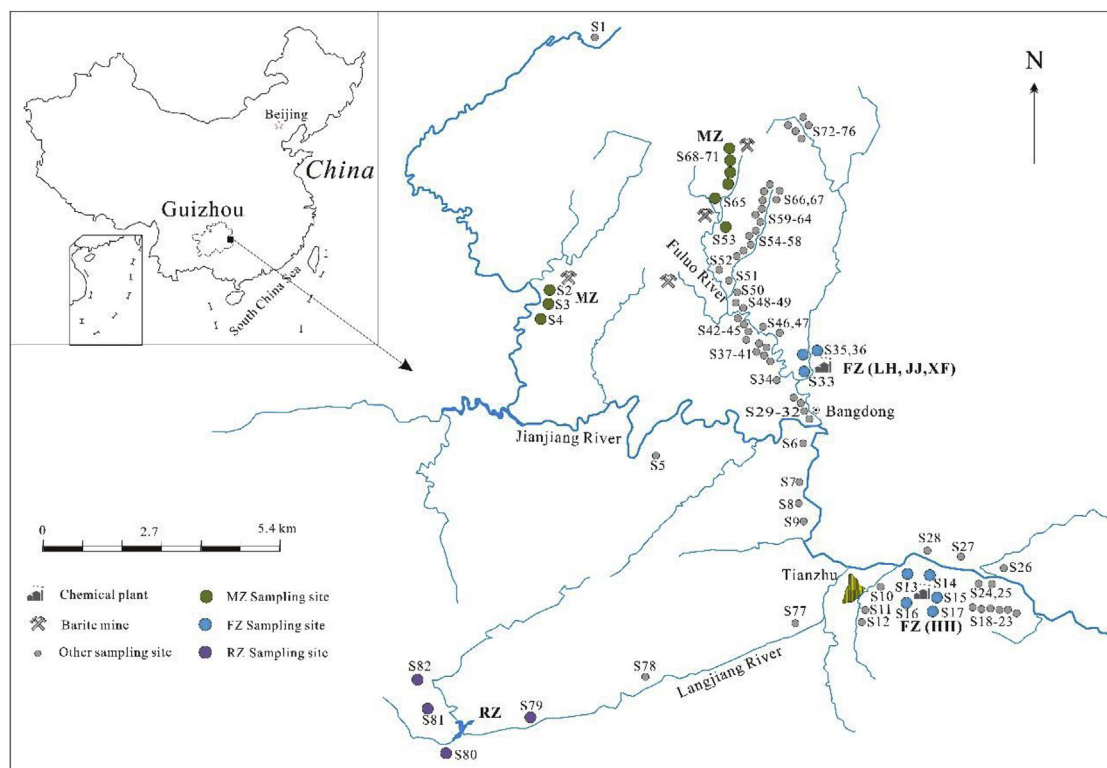 S1
N
Beijing
China
Guizhou
South China Sea
MZ
S72-76
S68-71
S65
S66,67
S59-64
S53
S54-58
S52
Fuluo River
S51
S50
S2
MZ
S3
S4
S48-49
S42-45
S46,47
S37-41
S35,36
FZ (LH, JJ,XF)
S34
S33
S29-32
Bangdong
Jianjiang River
S6
S5
S7
S8
S9
0
2.7
5.4 km
S28
S27
S26
Tianzhu
S10
S13
S14
S24,25
S11
S15
S16
S17
S18-23
S12
FZ (HH)
S77
Chemical plant
MZ Sampling site
Barite mine
FZ Sampling site
Other sampling site
RZ Sampling site
S82
S78
Langjiang River
S81
RZ
S79
S80